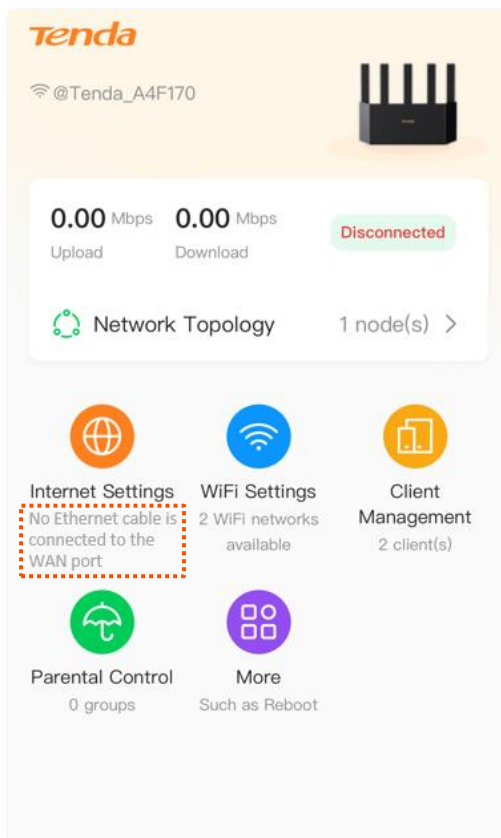 Tenda
@Tenda_A4F170
0.00 Mbps 0.00 Mbps Disconnected
Upload Download
Network Topology 1 node(s)
Internet Settings WiFi Settings Client Management
No Ethernet cable is connected to the WAN port 2 WiFi networks available 2 client(s)
Parental Control More
0 groups Such as Reboot